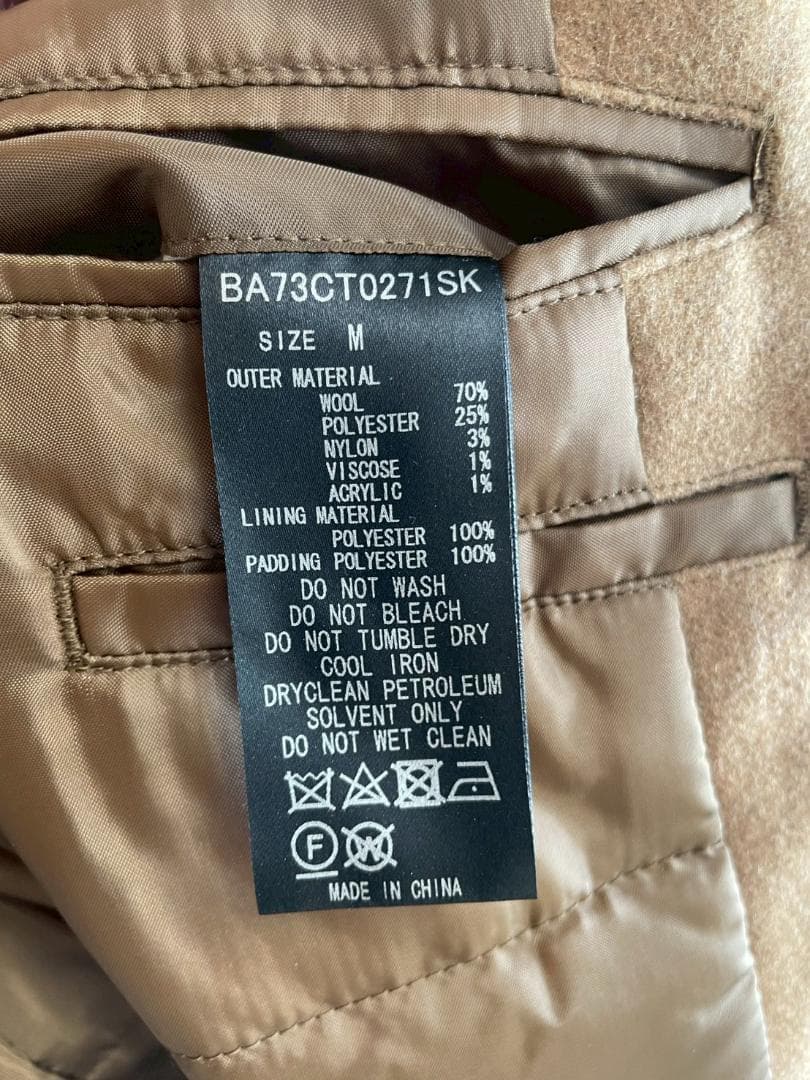 BA73CT0271SK
SIZE M
OUTER MATERIAL
WOOL 70%
POLYESTER 25%
NYLON 3%
VISCOSE 1%
ACRYLIC 1%
LINING MATERIAL
POLYESTER 100%
PADDING POLYESTER 100%
DO NOT WASH
DO NOT BLEACH
DO NOT TUMBLE DRY
COOL IRON
DRYCLEAN PETROLEUM
SOLVENT ONLY
DO NOT WET CLEAN
F W
MADE IN CHINA